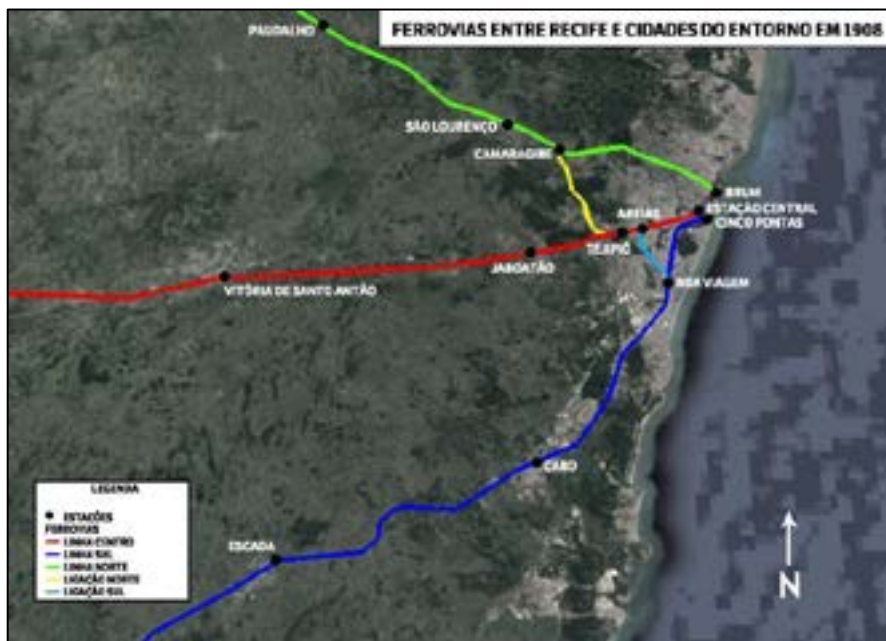 FERROVIAS ENTRE RECIFE E CIDADES DO ENTORNO EM 1908
PAUDALHO
SÃO LOURENÇO
CAMARAGIBE
BRUM
AREIAS
ESTAÇÃO CENTRAL
CINCO PONTAS
TEJIPIÓ
JABOATÃO
BOA VIAGEM
VITÓRIA DE SANTO ANTÃO
CABO
ESCADA
LEGENDA
ESTAÇÕES
FERROVIAS
LINHA CENTRO
LINHA SUL
LINHA NORTE
LIGAÇÃO NORTE
LIGAÇÃO SUL
N